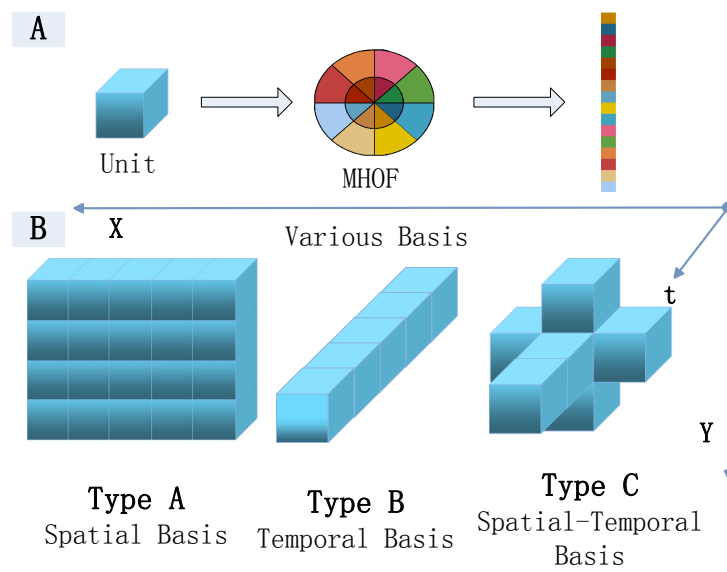 A
Unit
MHOF
B
X
Various Basis
t
Y
Type A
Spatial Basis
Type B
Temporal Basis
Type C
Spatial-Temporal
Basis